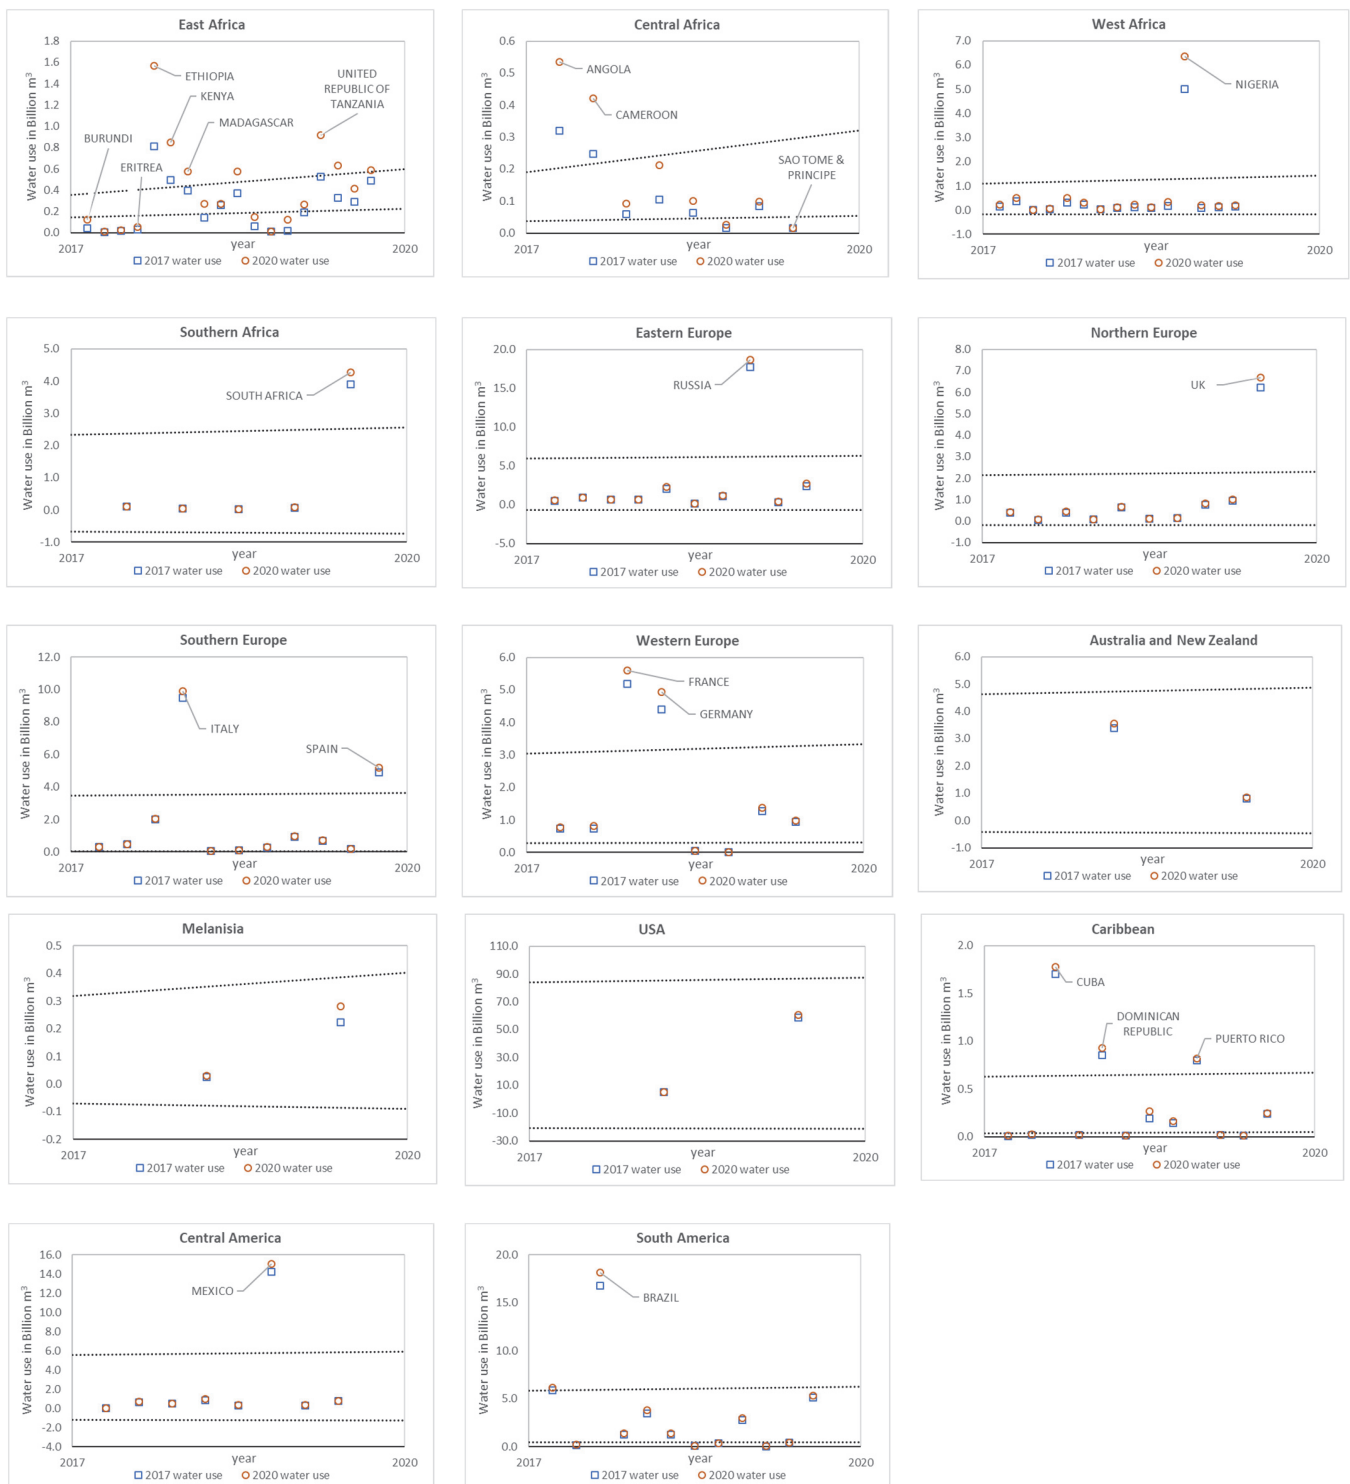 East Africa
Water use in Billion m³
1.8
1.6
1.4
1.2
1.0
0.8
0.6
0.4
0.2
0.0
BURUNDI
ERITREA
ETHIOPIA
KENYA
MADAGASCAR
UNITED
REPUBLIC OF
TANZANIA
2017
year
2020
2017 water use
2020 water use
Central Africa
Water use in Billion m³
0.6
0.5
0.4
0.3
0.2
0.1
0.0
ANGOLA
CAMEROON
SAO TOME &
PRINCIPE
2017
year
2020
2017 water use
2020 water use
West Africa
Water use in Billion m³
7.0
6.0
5.0
4.0
3.0
2.0
1.0
0.0
-1.0
NIGERIA
2017
year
2020
2017 water use
2020 water use
Southern Africa
Water use in Billion m³
5.0
4.0
3.0
2.0
1.0
0.0
-1.0
SOUTH AFRICA
2017
year
2020
2017 water use
2020 water use
Eastern Europe
Water use in Billion m³
20.0
15.0
10.0
5.0
0.0
-5.0
RUSSIA
2017
year
2020
2017 water use
2020 water use
Northern Europe
Water use in Billion m³
8.0
7.0
6.0
5.0
4.0
3.0
2.0
1.0
0.0
-1.0
UK
2017
year
2020
2017 water use
2020 water use
Southern Europe
Water use in Billion m³
12.0
10.0
8.0
6.0
4.0
2.0
0.0
ITALY
SPAIN
2017
year
2020
2017 water use
2020 water use
Western Europe
Water use in Billion m³
6.0
5.0
4.0
3.0
2.0
1.0
0.0
FRANCE
GERMANY
2017
year
2020
2017 water use
2020 water use
Australia and New Zealand
Water use in Billion m³
6.0
5.0
4.0
3.0
2.0
1.0
0.0
-1.0
2017
year
2020
2017 water use
2020 water use
Melanisia
Water use in Billion m³
0.5
0.4
0.3
0.2
0.1
0.0
-0.1
-0.2
2017
year
2020
2017 water use
2020 water use
USA
Water use in Billion m³
110.0
90.0
70.0
50.0
30.0
10.0
-10.0
-30.0
2017
year
2020
2017 water use
2020 water use
Caribbean
Water use in Billion m³
2.0
1.5
1.0
0.5
0.0
CUBA
DOMINICAN
REPUBLIC
PUERTO RICO
2017
year
2020
2017 water use
2020 water use
Central America
Water use in Billion m³
16.0
14.0
12.0
10.0
8.0
6.0
4.0
2.0
0.0
-2.0
-4.0
MEXICO
2017
year
2020
2017 water use
2020 water use
South America
Water use in Billion m³
20.0
15.0
10.0
5.0
0.0
BRAZIL
2017
year
2020
2017 water use
2020 water use